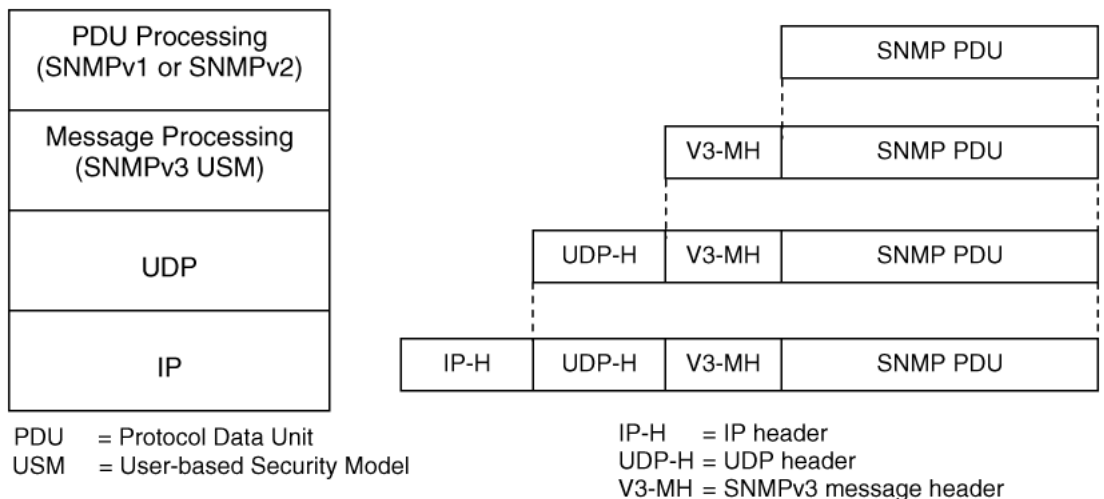 PDU Processing
(SNMPv1 or SNMPv2)
SNMP PDU
Message Processing
(SNMPv3 USM)
V3-MH SNMP PDU
UDP
UDP-H V3-MH SNMP PDU
IP
IP-H UDP-H V3-MH SNMP PDU
PDU = Protocol Data Unit
USM = User-based Security Model
IP-H = IP header
UDP-H = UDP header
V3-MH = SNMPv3 message header